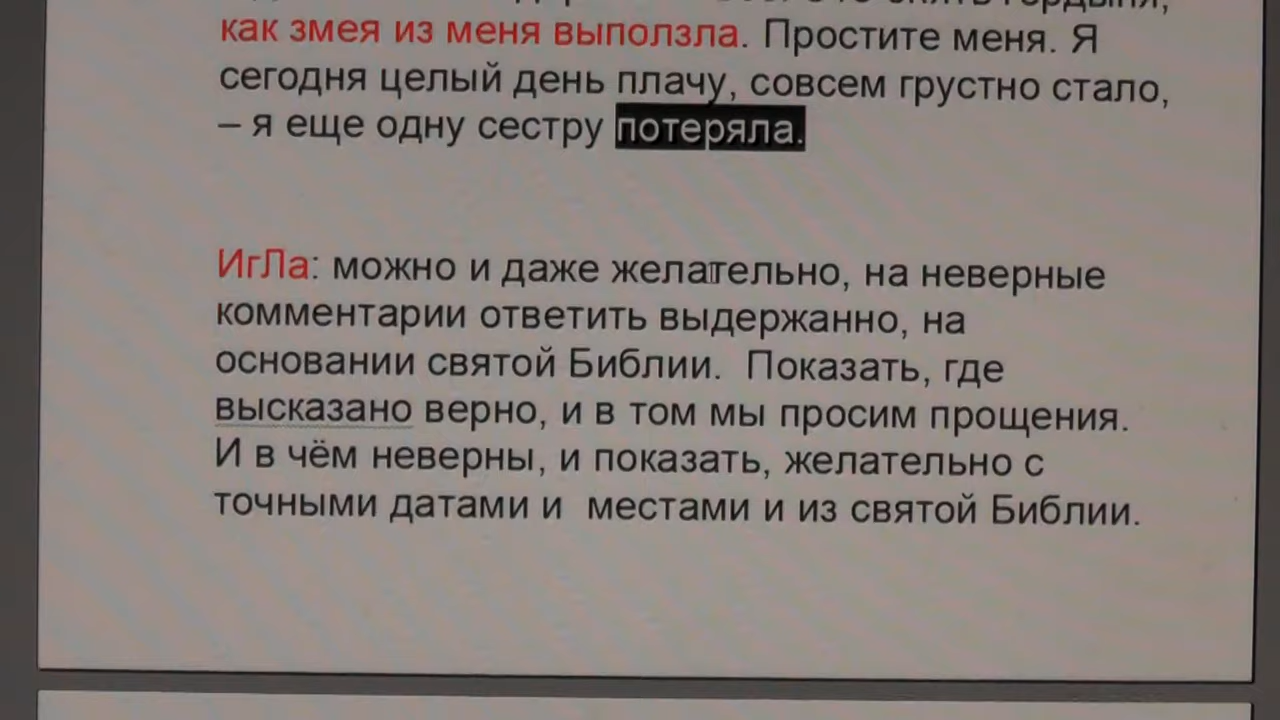 гордыня,
как змея из меня выползла. Простите меня. Я
сегодня целый день плачу, совсем грустно стало,
– я еще одну сестру потеряла.
ИгЛа: можно и даже желательно, на неверные
комментарии ответить выдержанно, на
основании святой Библии.  Показать, где
высказано верно, и в том мы просим прощения.
И в чём неверны, и показать, желательно с
точными датами и  местами и из святой Библии.